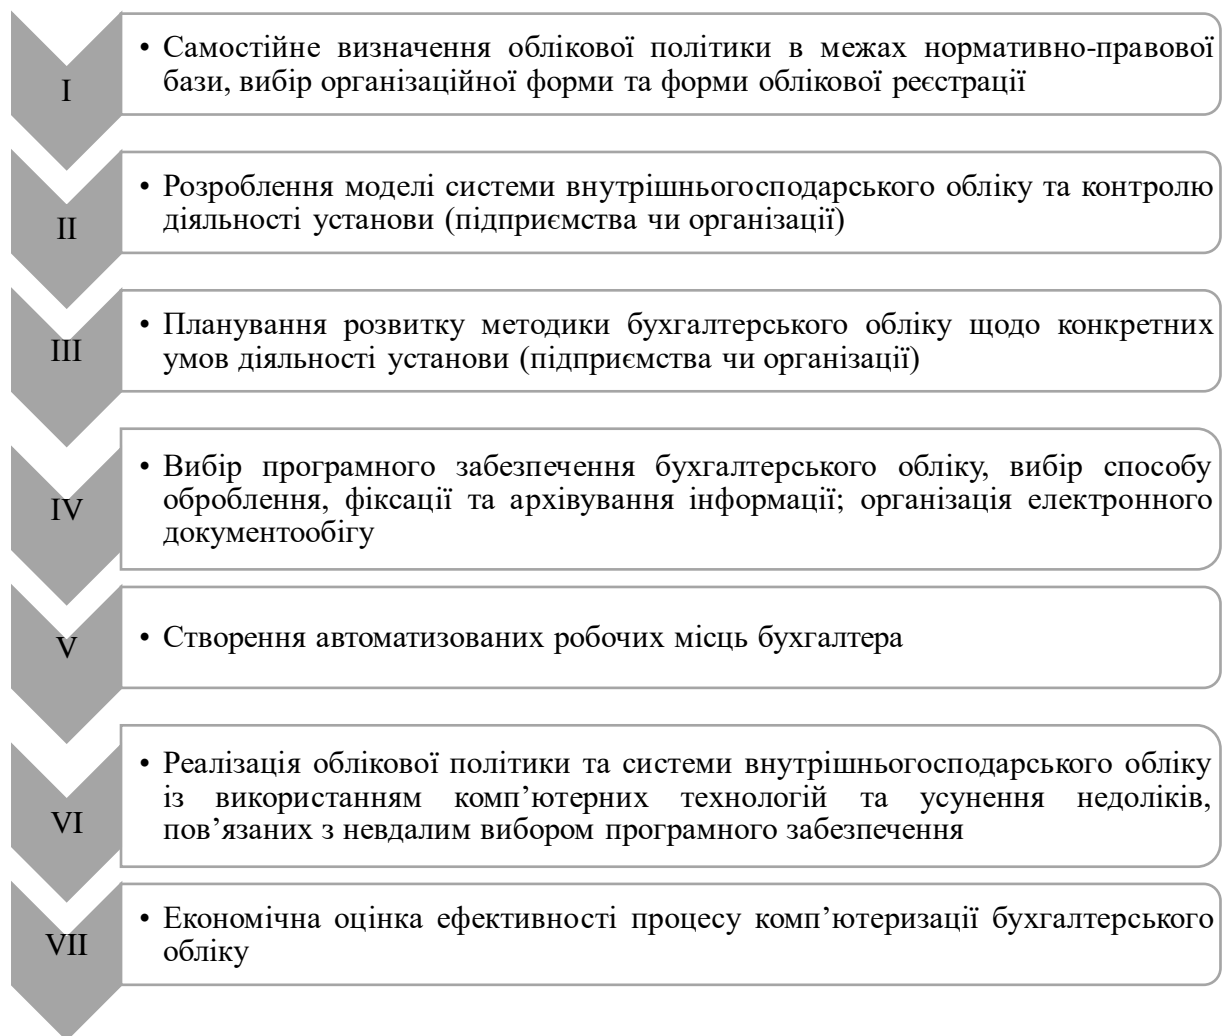 I
• Самостійне визначення облікової політики в межах нормативно-правової
бази, вибір організаційної форми та форми облікової реєстрації
II
• Розроблення моделі системи внутрішньогосподарського обліку та контролю
діяльності установи (підприємства чи організації)
III
• Планування розвитку методики бухгалтерського обліку щодо конкретних
умов діяльності установи (підприємства чи організації)
IV
• Вибір програмного забезпечення бухгалтерського обліку, вибір способу
оброблення, фіксації та архівування інформації; організація електронного
документообігу
V
• Створення автоматизованих робочих місць бухгалтера
VI
• Реалізація облікової політики та системи внутрішньогосподарського обліку
із використанням комп’ютерних технологій та усунення недоліків,
пов’язаних з невдалим вибором програмного забезпечення
VII
• Економічна оцінка ефективності процесу комп’ютеризації бухгалтерського
обліку